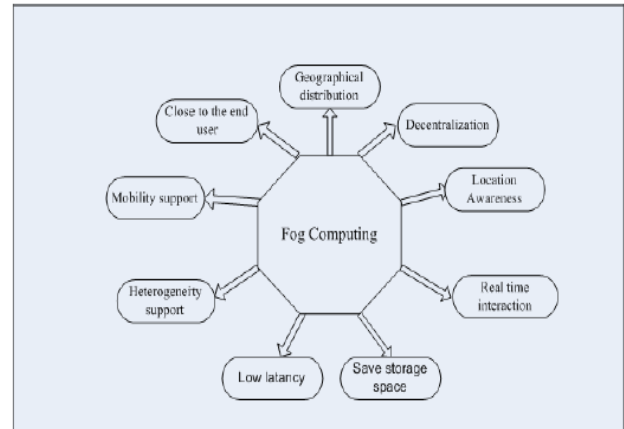 Geographical
distribution
Close to the end
user
Decentralization
Mobility support
Location
Awareness
Fog Computing
Heterogeneity
support
Real time
interaction
Low latancy
Save storage
space